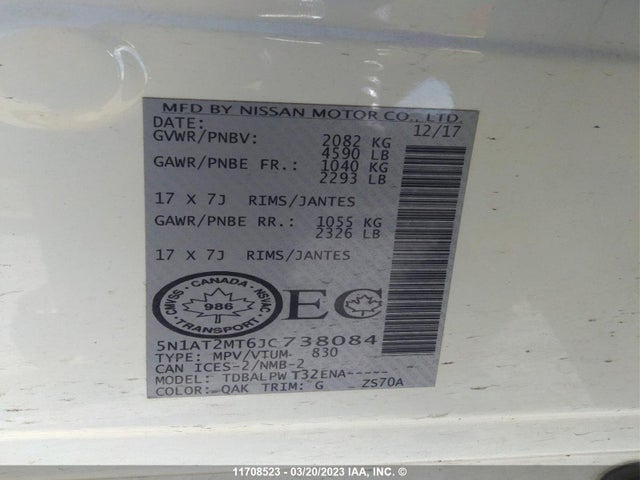 MFD BY NISSAN MOTOR CO., LTD.
DATE: 12/17
GVWR/PNBV: 2082 KG
4590 LB
GAWR/PNBE FR.: 1040 KG
2293 LB
17 X 7J RIMS/JANTES
GAWR/PNBE RR.: 1055 KG
2326 LB
17 X 7J RIMS/JANTES
CANADA
CMVSS NSVAC
986
TRANSPORT
EC
5N1AT2MT6JC738084
TYPE: MPV/VTUM 830
CAN ICES-2/NMB-2
MODEL: TDBALPW T32ENA-----
COLOR: QAK TRIM: G ZS70A
11708523 - 03/20/2023 IAA, INC. ©